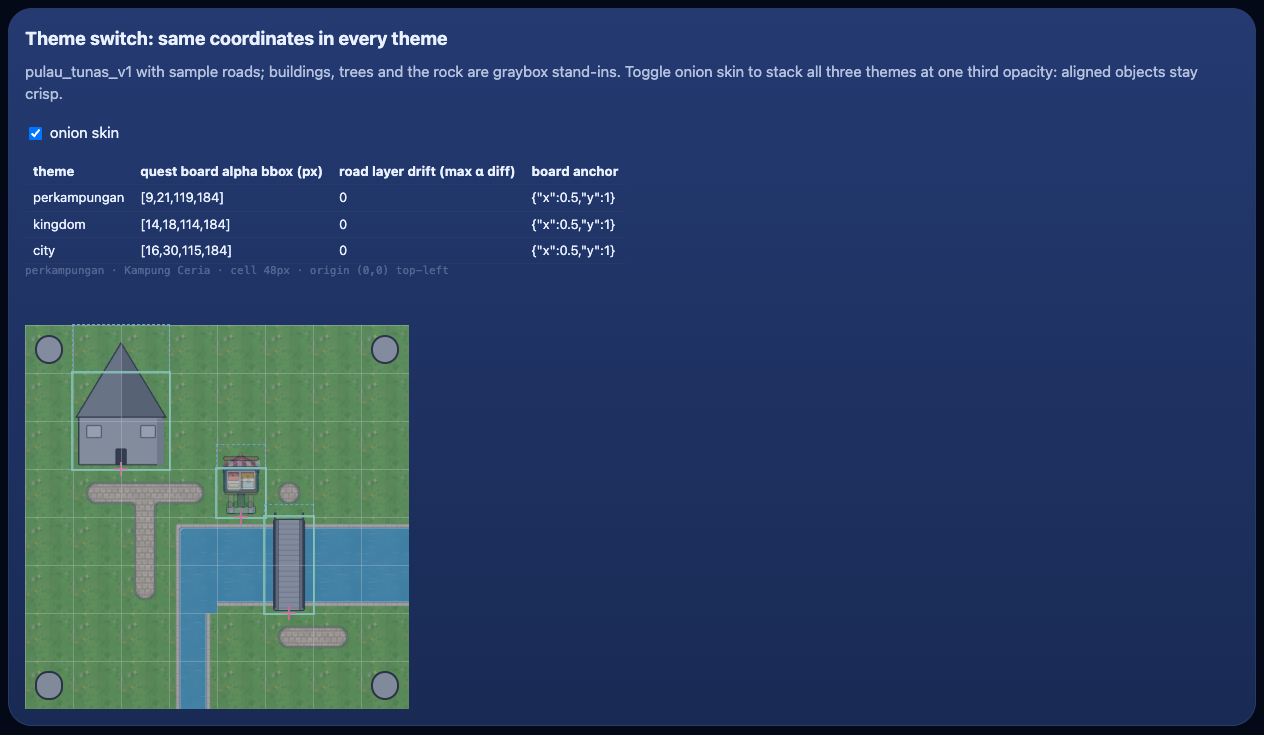 Theme switch: same coordinates in every theme
pulau_tunas_v1 with sample roads; buildings, trees and the rock are graybox stand-ins. Toggle onion skin to stack all three themes at one third opacity: aligned objects stay
crisp.
onion skin
theme quest board alpha bbox (px) road layer drift (max α diff) board anchor
perkampungan [9,21,119,184] 0 {"x":0.5,"y":1}
kingdom [14,18,114,184] 0 {"x":0.5,"y":1}
city [16,30,115,184] 0 {"x":0.5,"y":1}
perkampungan · Kampung Ceria · cell 48px · origin (0,0) top-left